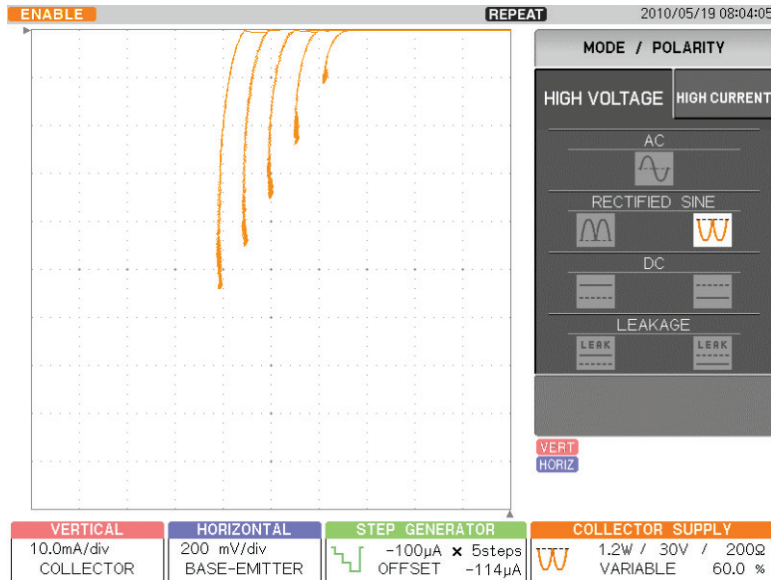 ENABLE REPEAT 2010/05/19 08:04:05
MODE / POLARITY
HIGH VOLTAGE HIGH CURRENT
AC
RECTIFIED SINE
DC
LEAKAGE
LEAK LEAK
VERT
HORIZ
VERTICAL HORIZONTAL STEP GENERATOR COLLECTOR SUPPLY
10.0mA/div 200 mV/div -100µA × 5steps 1.2W / 30V / 200Ω
COLLECTOR BASE-EMITTER OFFSET -114µA VARIABLE 60.0 %